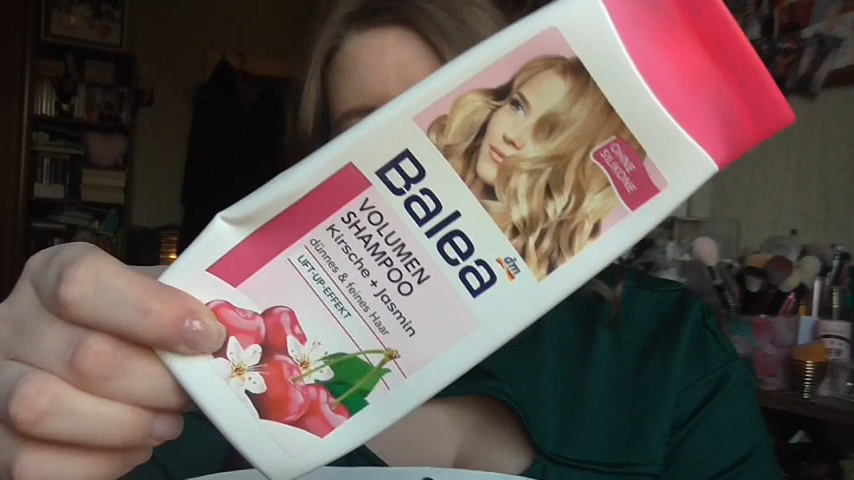 OHNE
SILIKONE
Balea
dm
VOLUMEN
SHAMPOO
Kirsche + Jasmin
dünnes & feines Haar
LIFT-UP-EFFEKT